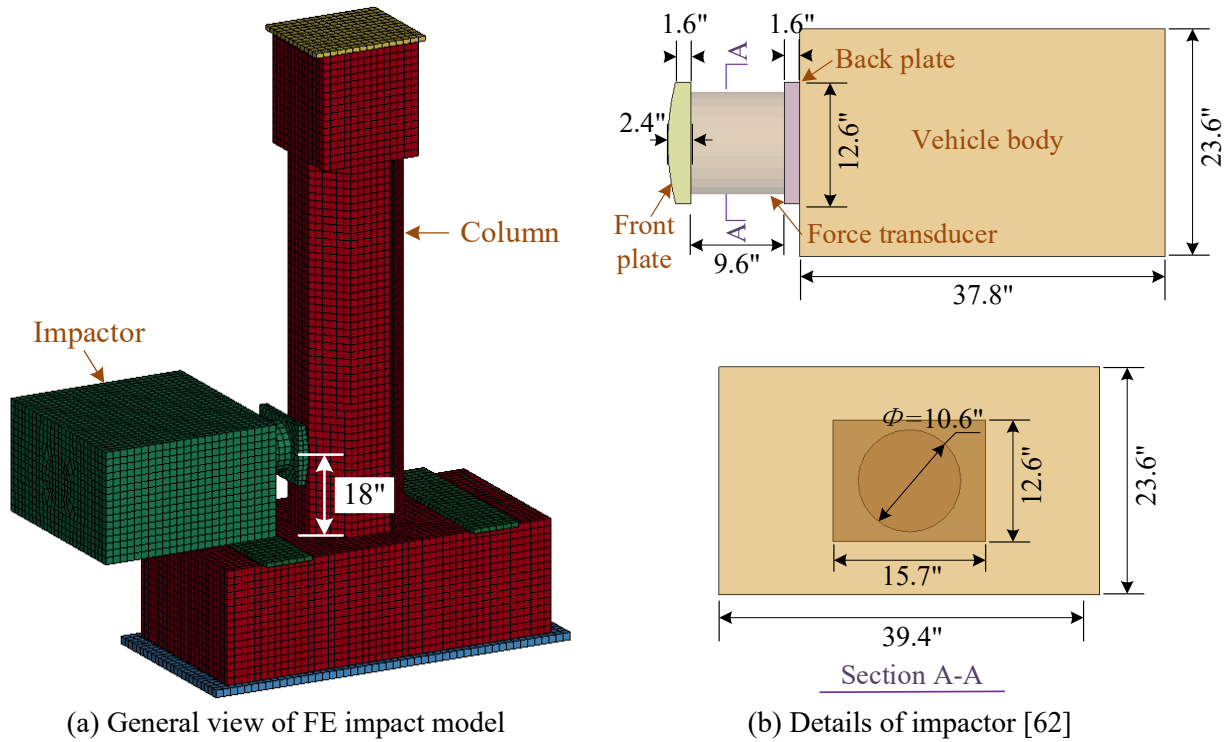 Impactor
Column
18"
(a) General view of FE impact model
1.6"
1.6"
A
Back plate
2.4"
12.6"
Vehicle body
23.6"
Front
plate
A
Force transducer
9.6"
37.8"
Φ=10.6"
12.6"
23.6"
15.7"
39.4"
Section A-A
(b) Details of impactor [62]